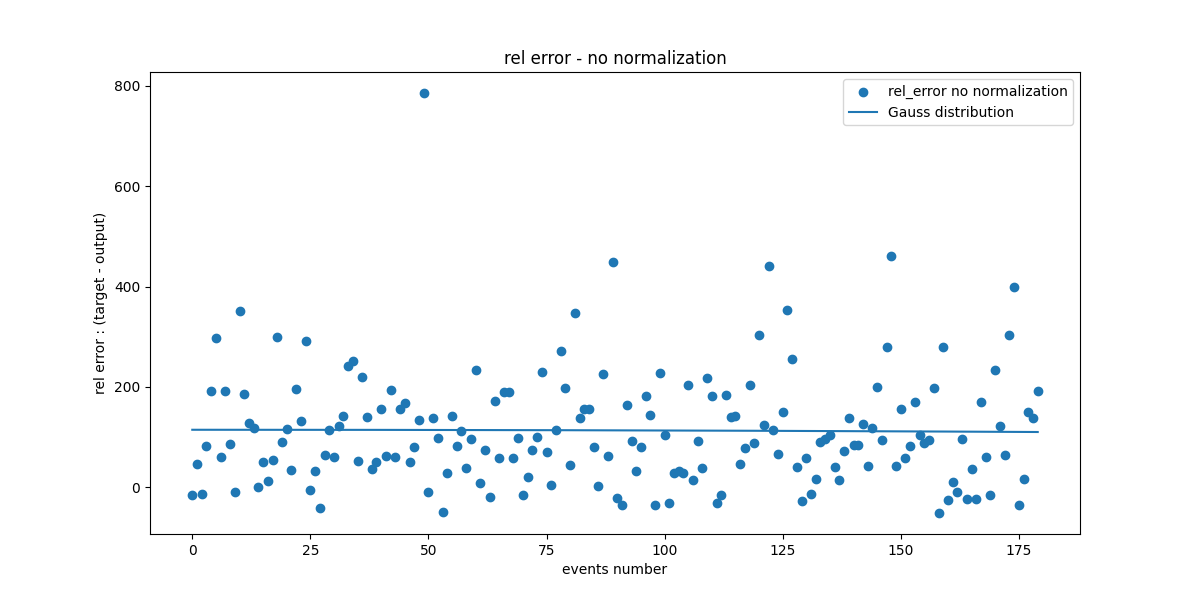 rel error - no normalization
rel_error no normalization
Gauss distribution
rel error : (target - output)
800
600
400
200
0
0
25
50
75
100
125
150
175
events number